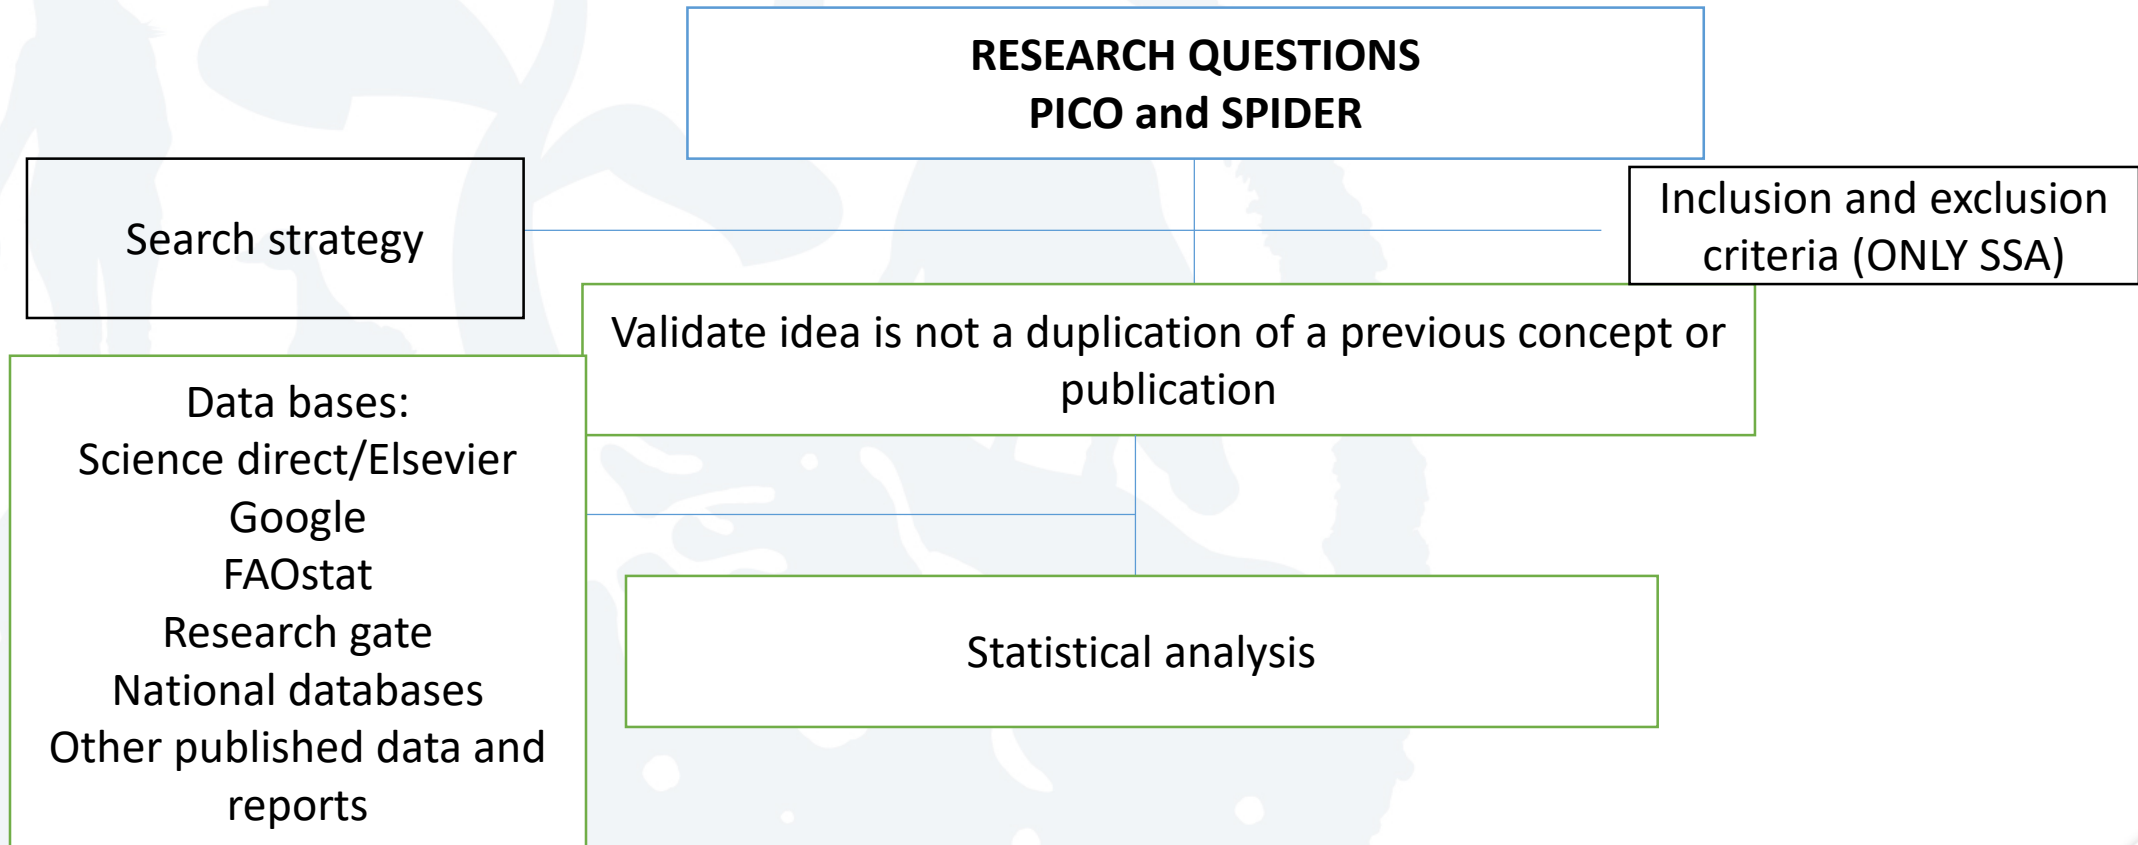 RESEARCH QUESTIONS
PICO and SPIDER
Search strategy
Inclusion and exclusion
criteria (ONLY SSA)
Validate idea is not a duplication of a previous concept or
publication
Data bases:
Science direct/Elsevier
Google
FAOstat
Research gate
National databases
Other published data and
reports
Statistical analysis